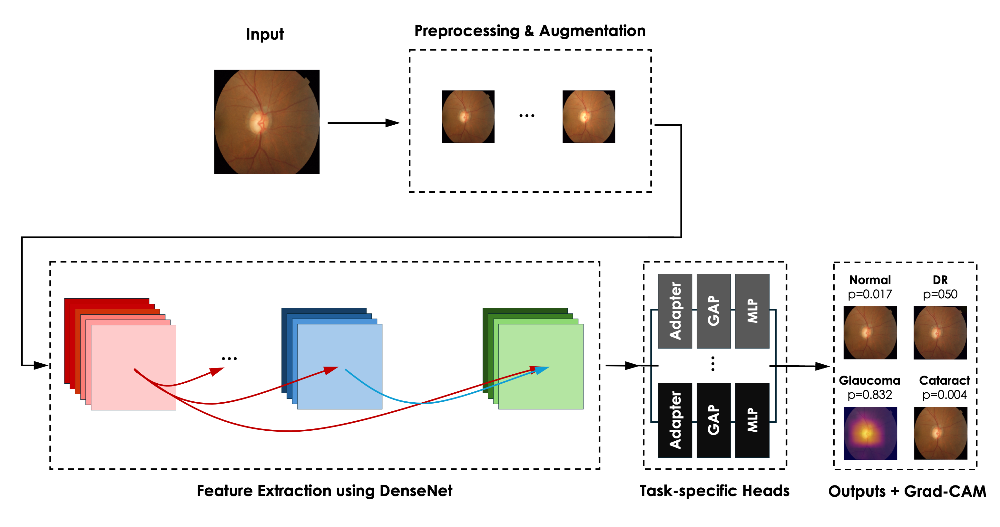 Input
Preprocessing & Augmentation
...
...
Adapter
GAP
MLP
⋮
Adapter
GAP
MLP
Normal
p=0.017
DR
p=050
Glaucoma
p=0.832
Cataract
p=0.004
Feature Extraction using DenseNet
Task-specific Heads
Outputs + Grad-CAM